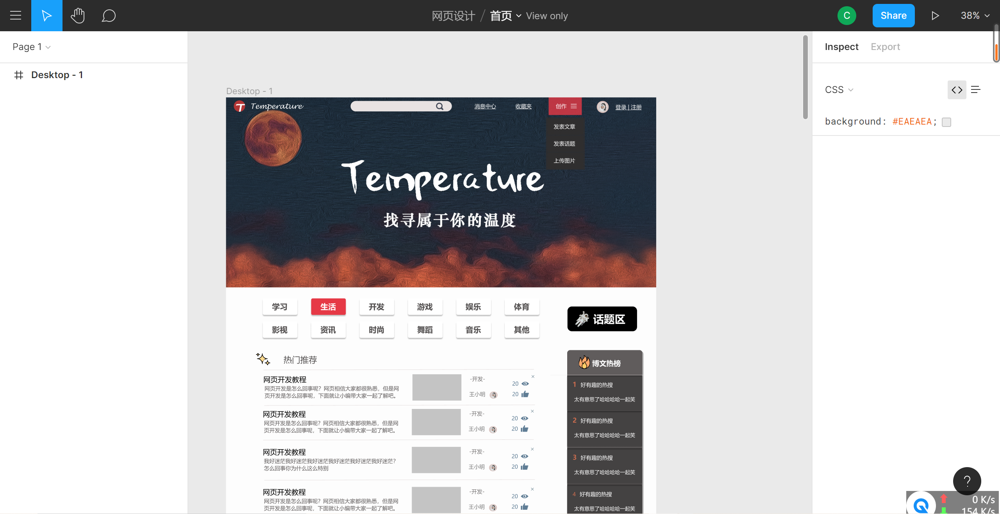 网页设计 / 首页 View only
C
Share
38%
Page 1
Desktop - 1
Inspect Export
CSS
background: #EAEAEA;
Desktop - 1
Temperature
消息中心
收藏夹
创作
登录 | 注册
发表文章
发表话题
上传图片
Temperature
找寻属于你的温度
学习 生活 开发 游戏 娱乐 体育
影视 资讯 时尚 舞蹈 音乐 其他
话题区
热门推荐
网页开发教程
网页开发是怎么回事呢？网页相信大家都很熟悉，但是网
页开发是怎么回事呢，下面就让小编带大家一起了解吧。
-开发-
王小明
20
20
网页开发教程
网页开发是怎么回事呢？网页相信大家都很熟悉，但是网
页开发是怎么回事呢，下面就让小编带大家一起了解吧。
-开发-
王小明
20
20
网页开发教程
我好迷茫我好迷茫我好迷茫我好迷茫我好迷茫我好迷茫？
怎么回事你为什么这么特别
-开发-
王小明
20
20
网页开发教程
网页开发是怎么回事呢？网页相信大家都很熟悉，但是网
页开发是怎么回事呢，下面就让小编带大家一起了解吧。
-开发-
王小明
20
20
博文热榜
1 好有趣的热搜
太有意思了哈哈哈哈一起笑
2 好有趣的热搜
太有意思了哈哈哈哈一起笑
3 好有趣的热搜
太有意思了哈哈哈哈一起笑
4 好有趣的热搜
太有意思了哈哈哈哈一起笑
?
0 K/s
154 K/s